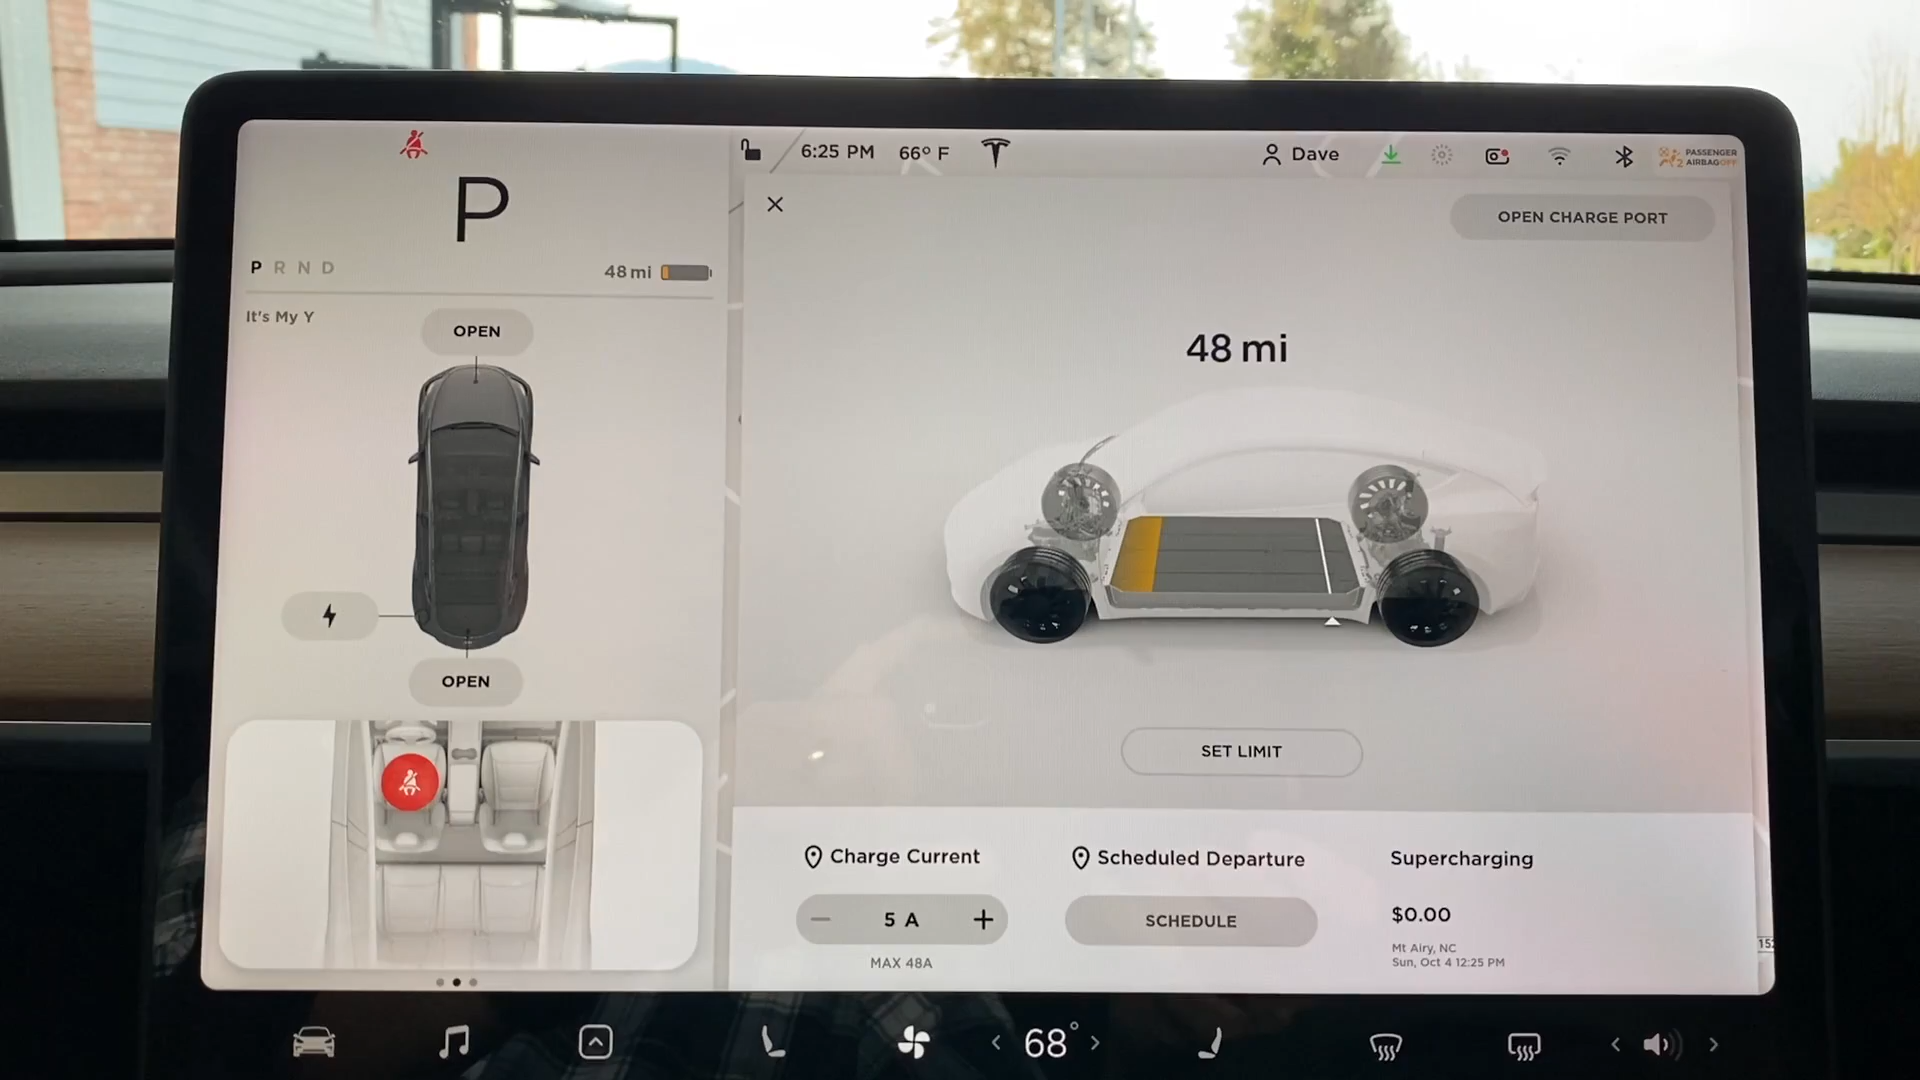 P
P R N D
48 mi
It's My Y
OPEN
OPEN
6:25 PM 66° F
Dave
PASSENGER
AIRBAG OFF
OPEN CHARGE PORT
48 mi
SET LIMIT
Charge Current
5 A
MAX 48A
Scheduled Departure
SCHEDULE
Supercharging
$0.00
Mt Airy, NC
Sun, Oct 4 12:25 PM
68°